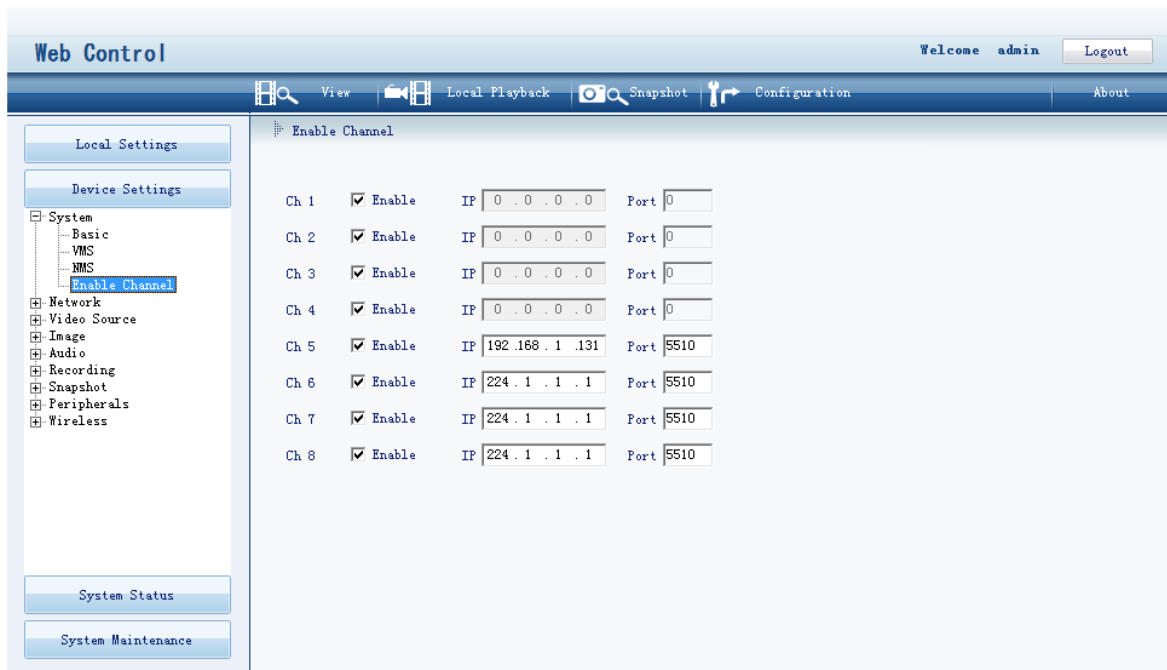 Web Control
Welcome admin
Logout
View
Local Playback
Snapshot
Configuration
About
Local Settings
Device Settings
System
Basic
VMS
NMS
Enable Channel
Network
Video Source
Image
Audio
Recording
Snapshot
Peripherals
Wireless
System Status
System Maintenance
Enable Channel
Ch 1 Enable IP 0 . 0 . 0 . 0 Port 0
Ch 2 Enable IP 0 . 0 . 0 . 0 Port 0
Ch 3 Enable IP 0 . 0 . 0 . 0 Port 0
Ch 4 Enable IP 0 . 0 . 0 . 0 Port 0
Ch 5 Enable IP 192 .168 . 1 .131 Port 5510
Ch 6 Enable IP 224 . 1 . 1 . 1 Port 5510
Ch 7 Enable IP 224 . 1 . 1 . 1 Port 5510
Ch 8 Enable IP 224 . 1 . 1 . 1 Port 5510